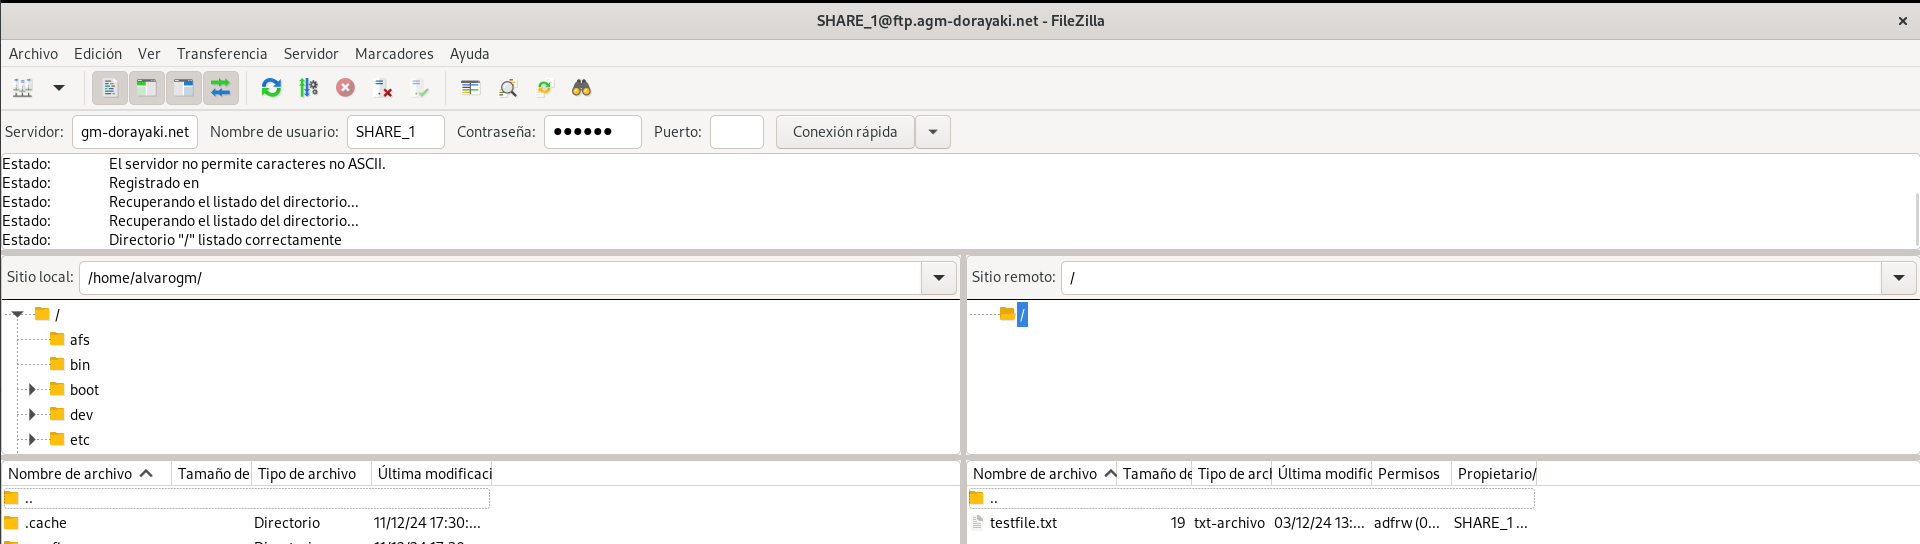 SHARE_1@ftp.agm-dorayaki.net - FileZilla
Archivo Edición Ver Transferencia Servidor Marcadores Ayuda
Servidor: gm-dorayaki.net Nombre de usuario: SHARE_1 Contraseña: ●●●●●● Puerto: Conexión rápida
Estado: El servidor no permite caracteres no ASCII.
Estado: Registrado en
Estado: Recuperando el listado del directorio...
Estado: Recuperando el listado del directorio...
Estado: Directorio "/" listado correctamente
Sitio local: /home/alvarogm/
/
afs
bin
boot
dev
etc
Nombre de archivo Tamaño de Tipo de archivo Última modificaci
..
.cache Directorio 11/12/24 17:30:...
Sitio remoto: /
/
Nombre de archivo Tamaño de Tipo de arcl Última modific Permisos Propietario/
..
testfile.txt 19 txt-archivo 03/12/24 13:... adfrw (0... SHARE_1 ...